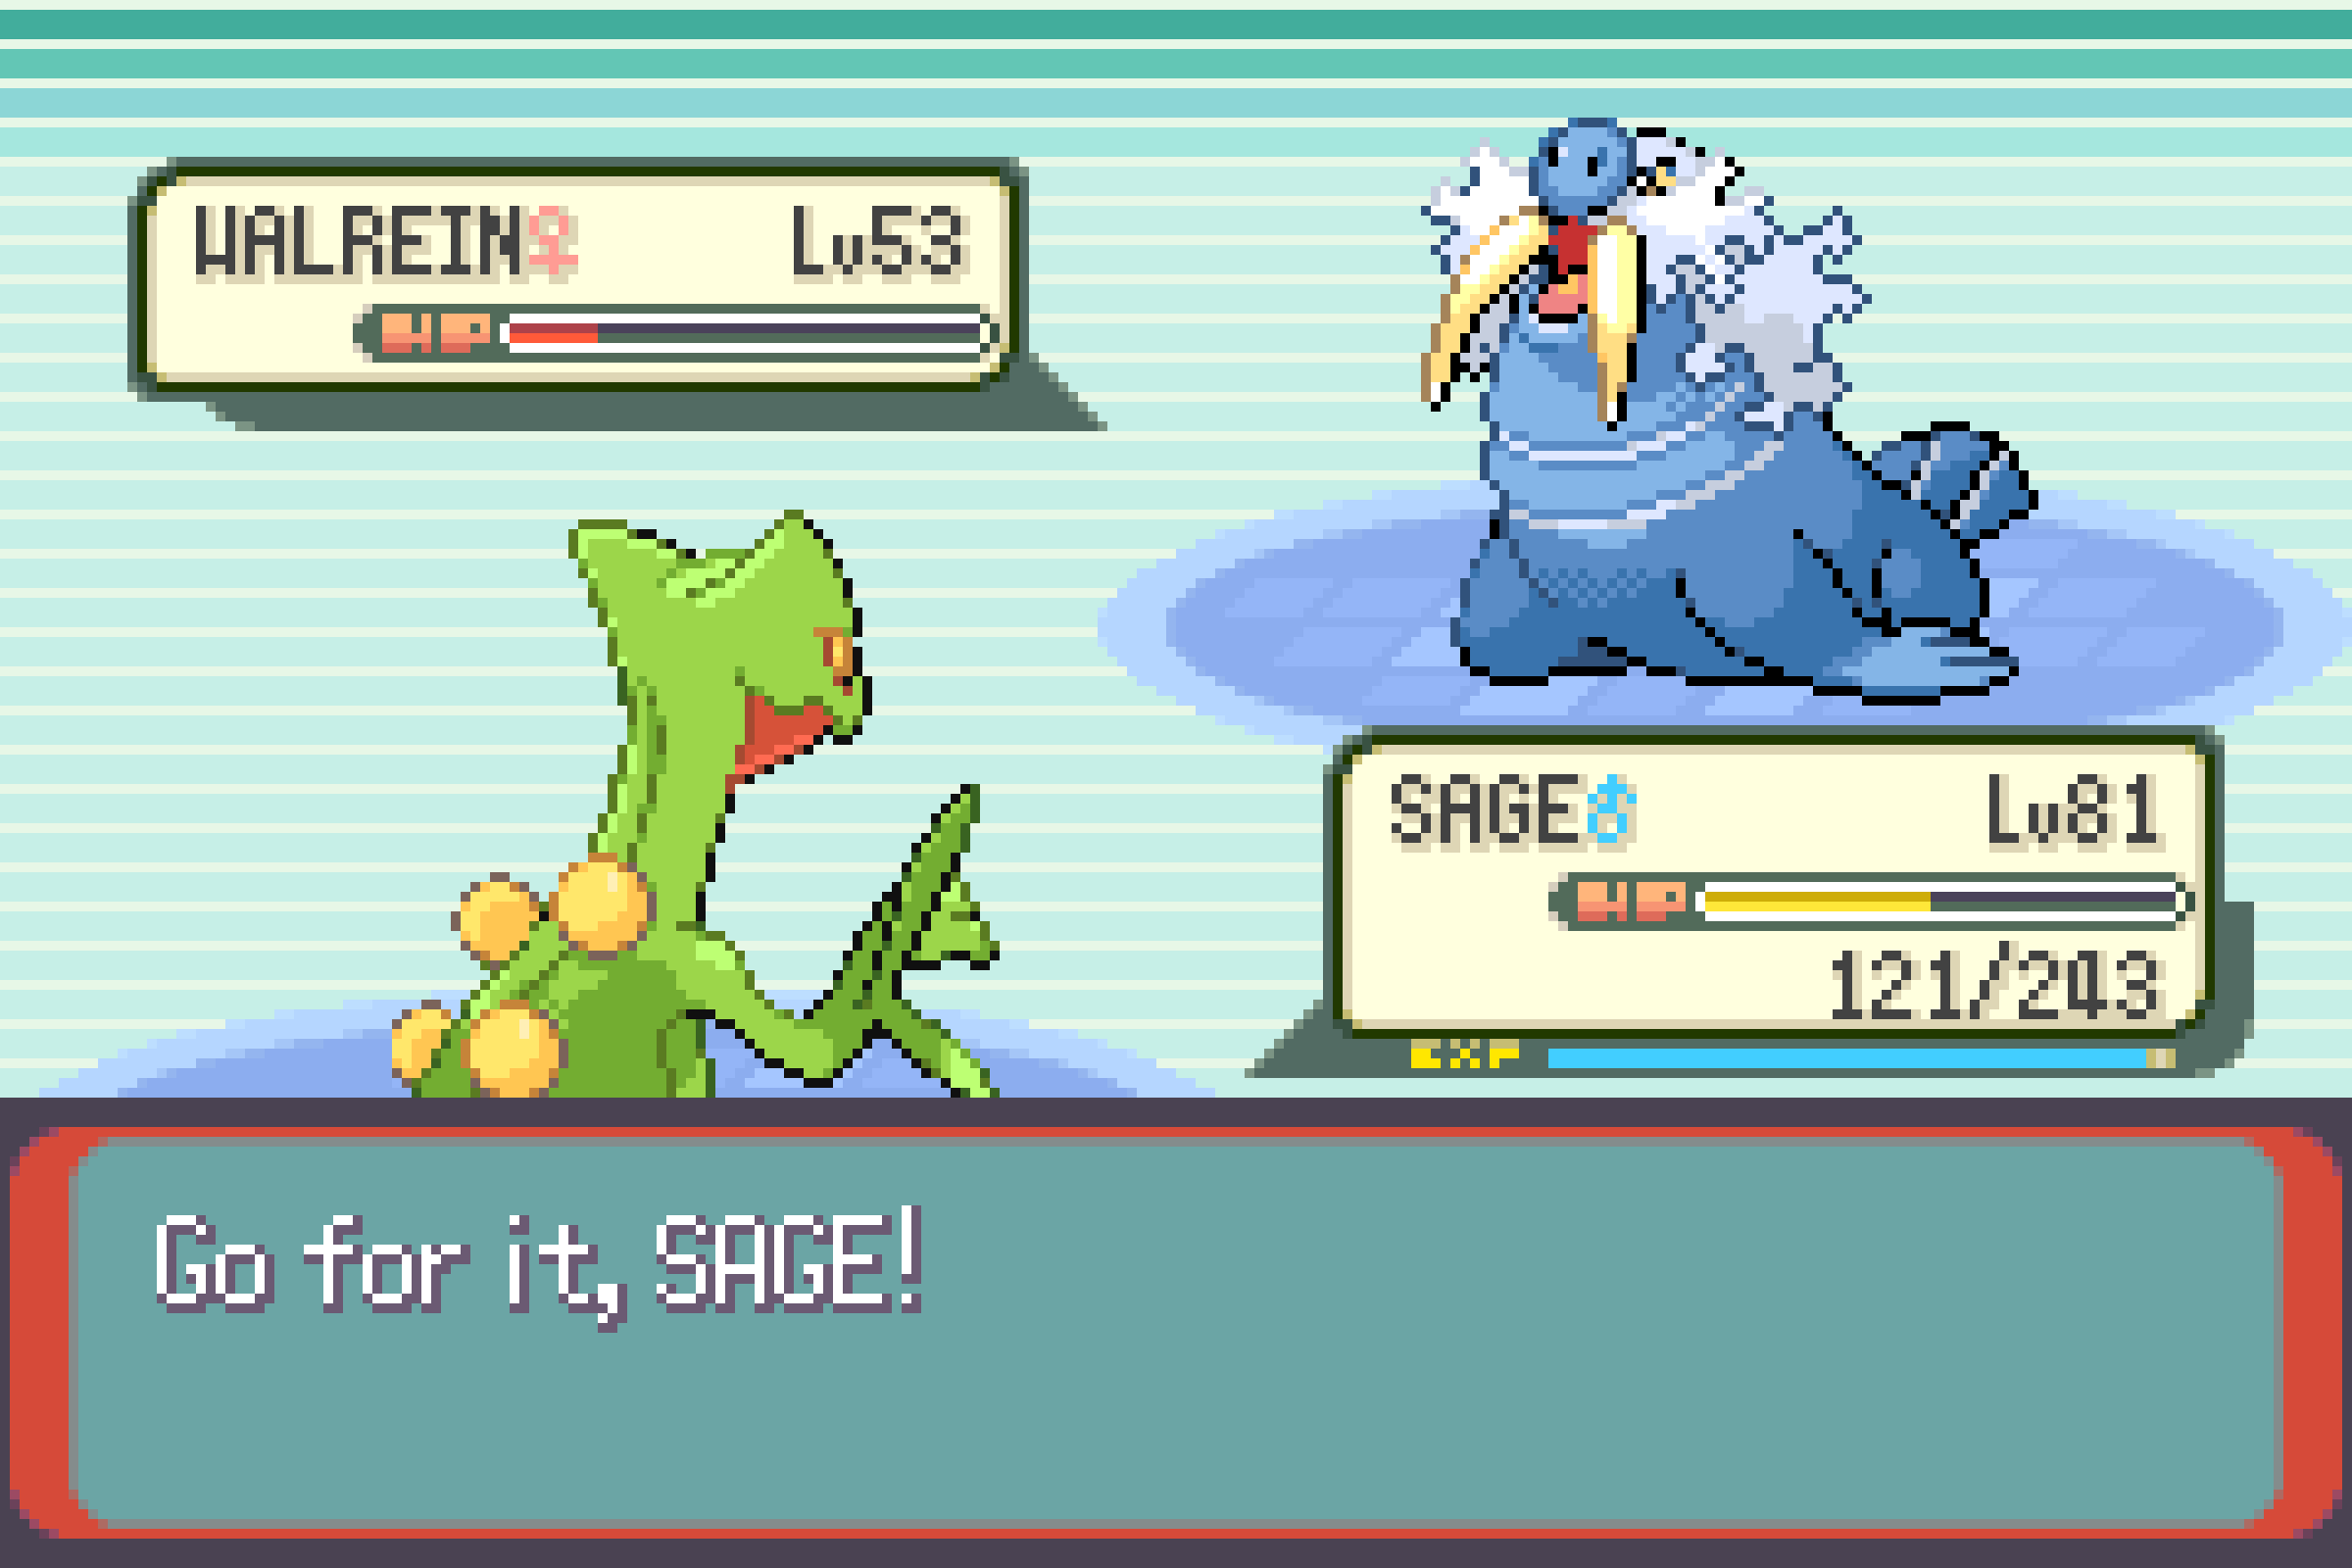 WALREIN♀ Lv53
HP
SAGE♂ Lv81
HP
121/243
EXP
Go for it, SAGE!